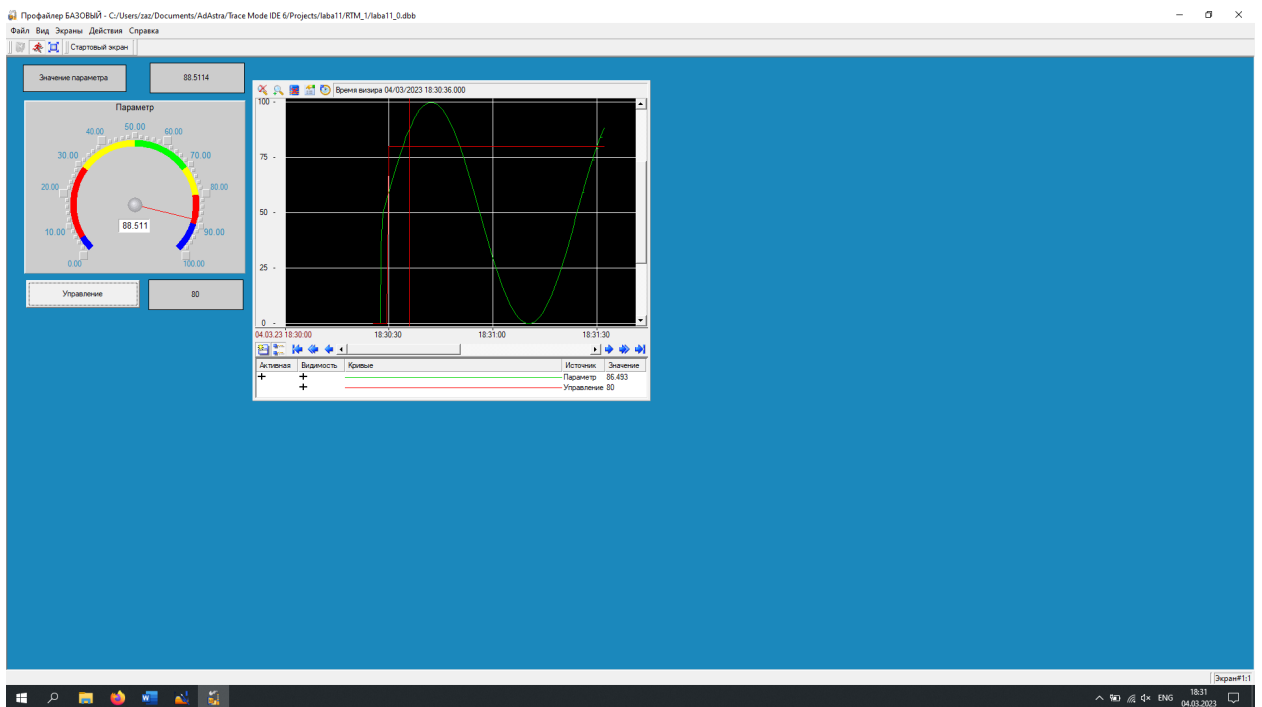 Профайлер БАЗОВЫЙ - C:/Users/zaz/Documents/AdAstra/Trace Mode IDE 6/Projects/laba11/RTM_1/laba11_0.dbb
Файл Вид Экраны Действия Справка
Стартовый экран
Значение параметра
88.5114
Параметр
0.00
10.00
20.00
30.00
40.00
50.00
60.00
70.00
80.00
90.00
100.00
88.511
Управление
80
Время визира 04/03/2023 18:30:36.000
100 -
75 -
50 -
25 -
0 -
04.03.23 18:30:00 18:30:30 18:31:00 18:31:30
Активная Видимость Кривые Источник Значение
Параметр 86.493
Управление 80
Экран#1:1
ENG
18:31
04.03.2023